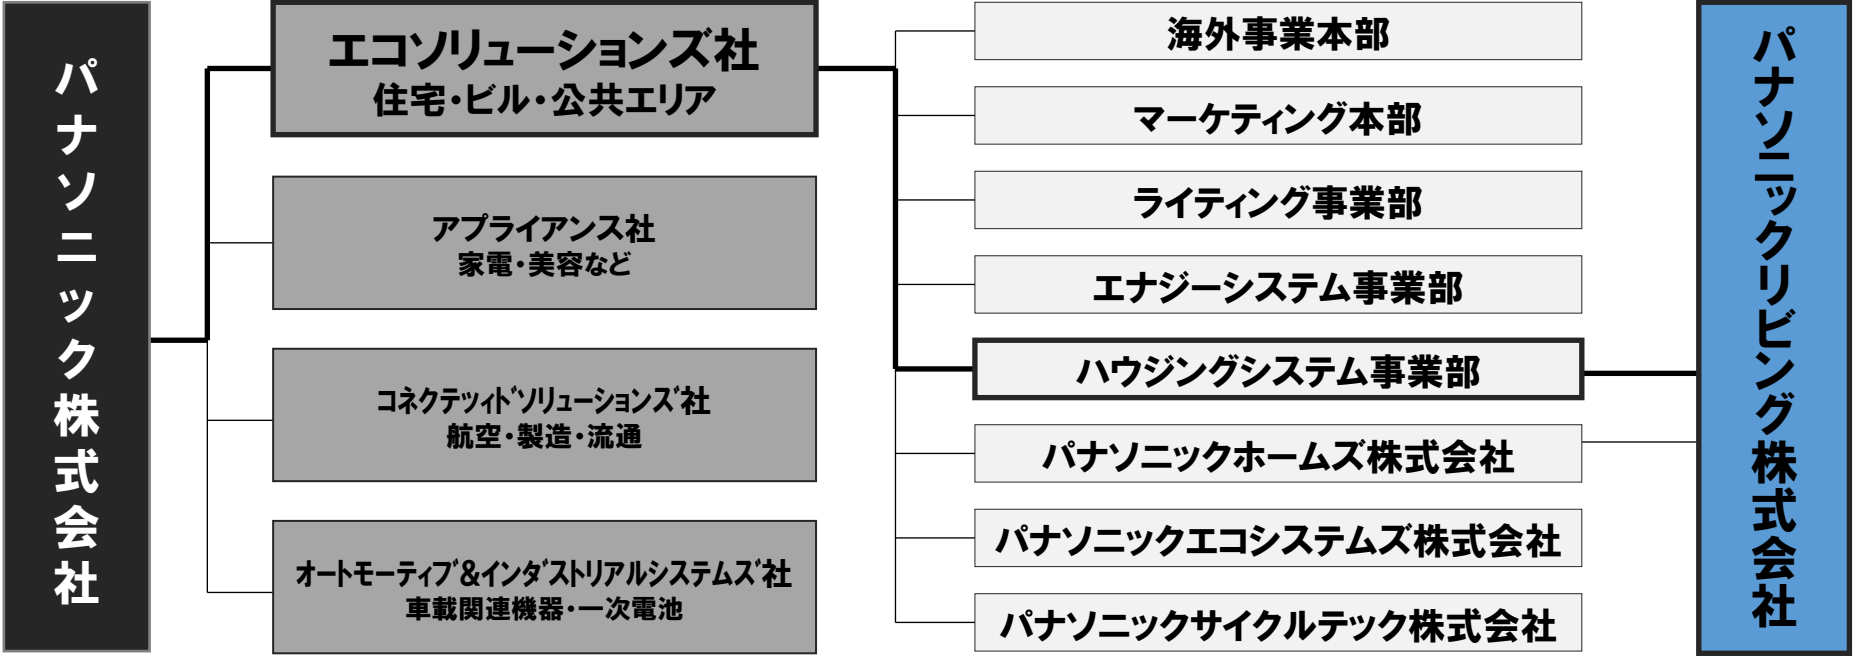 パナソニック株式会社
エコソリューションズ社
住宅・ビル・公共エリア
アプライアンス社
家電・美容など
コネクテッィドソリューションズ社
航空・製造・流通
オートモーティブ&インダストリアルシステムズ社
車載関連機器・一次電池
海外事業本部
マーケティング本部
ライティング事業部
エナジーシステム事業部
ハウジングシステム事業部
パナソニックホームズ株式会社
パナソニックエコシステムズ株式会社
パナソニックサイクルテック株式会社
パナソニックリビング株式会社